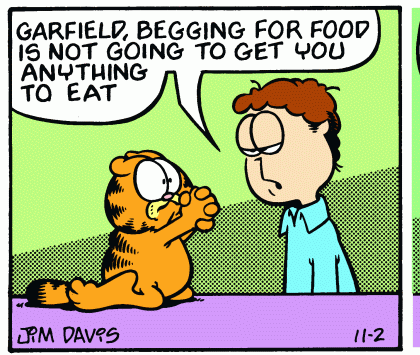 GARFIELD, BEGGING FOR FOOD
IS NOT GOING TO GET YOU
ANYTHING
TO EAT
JIM DAVIS
11-2